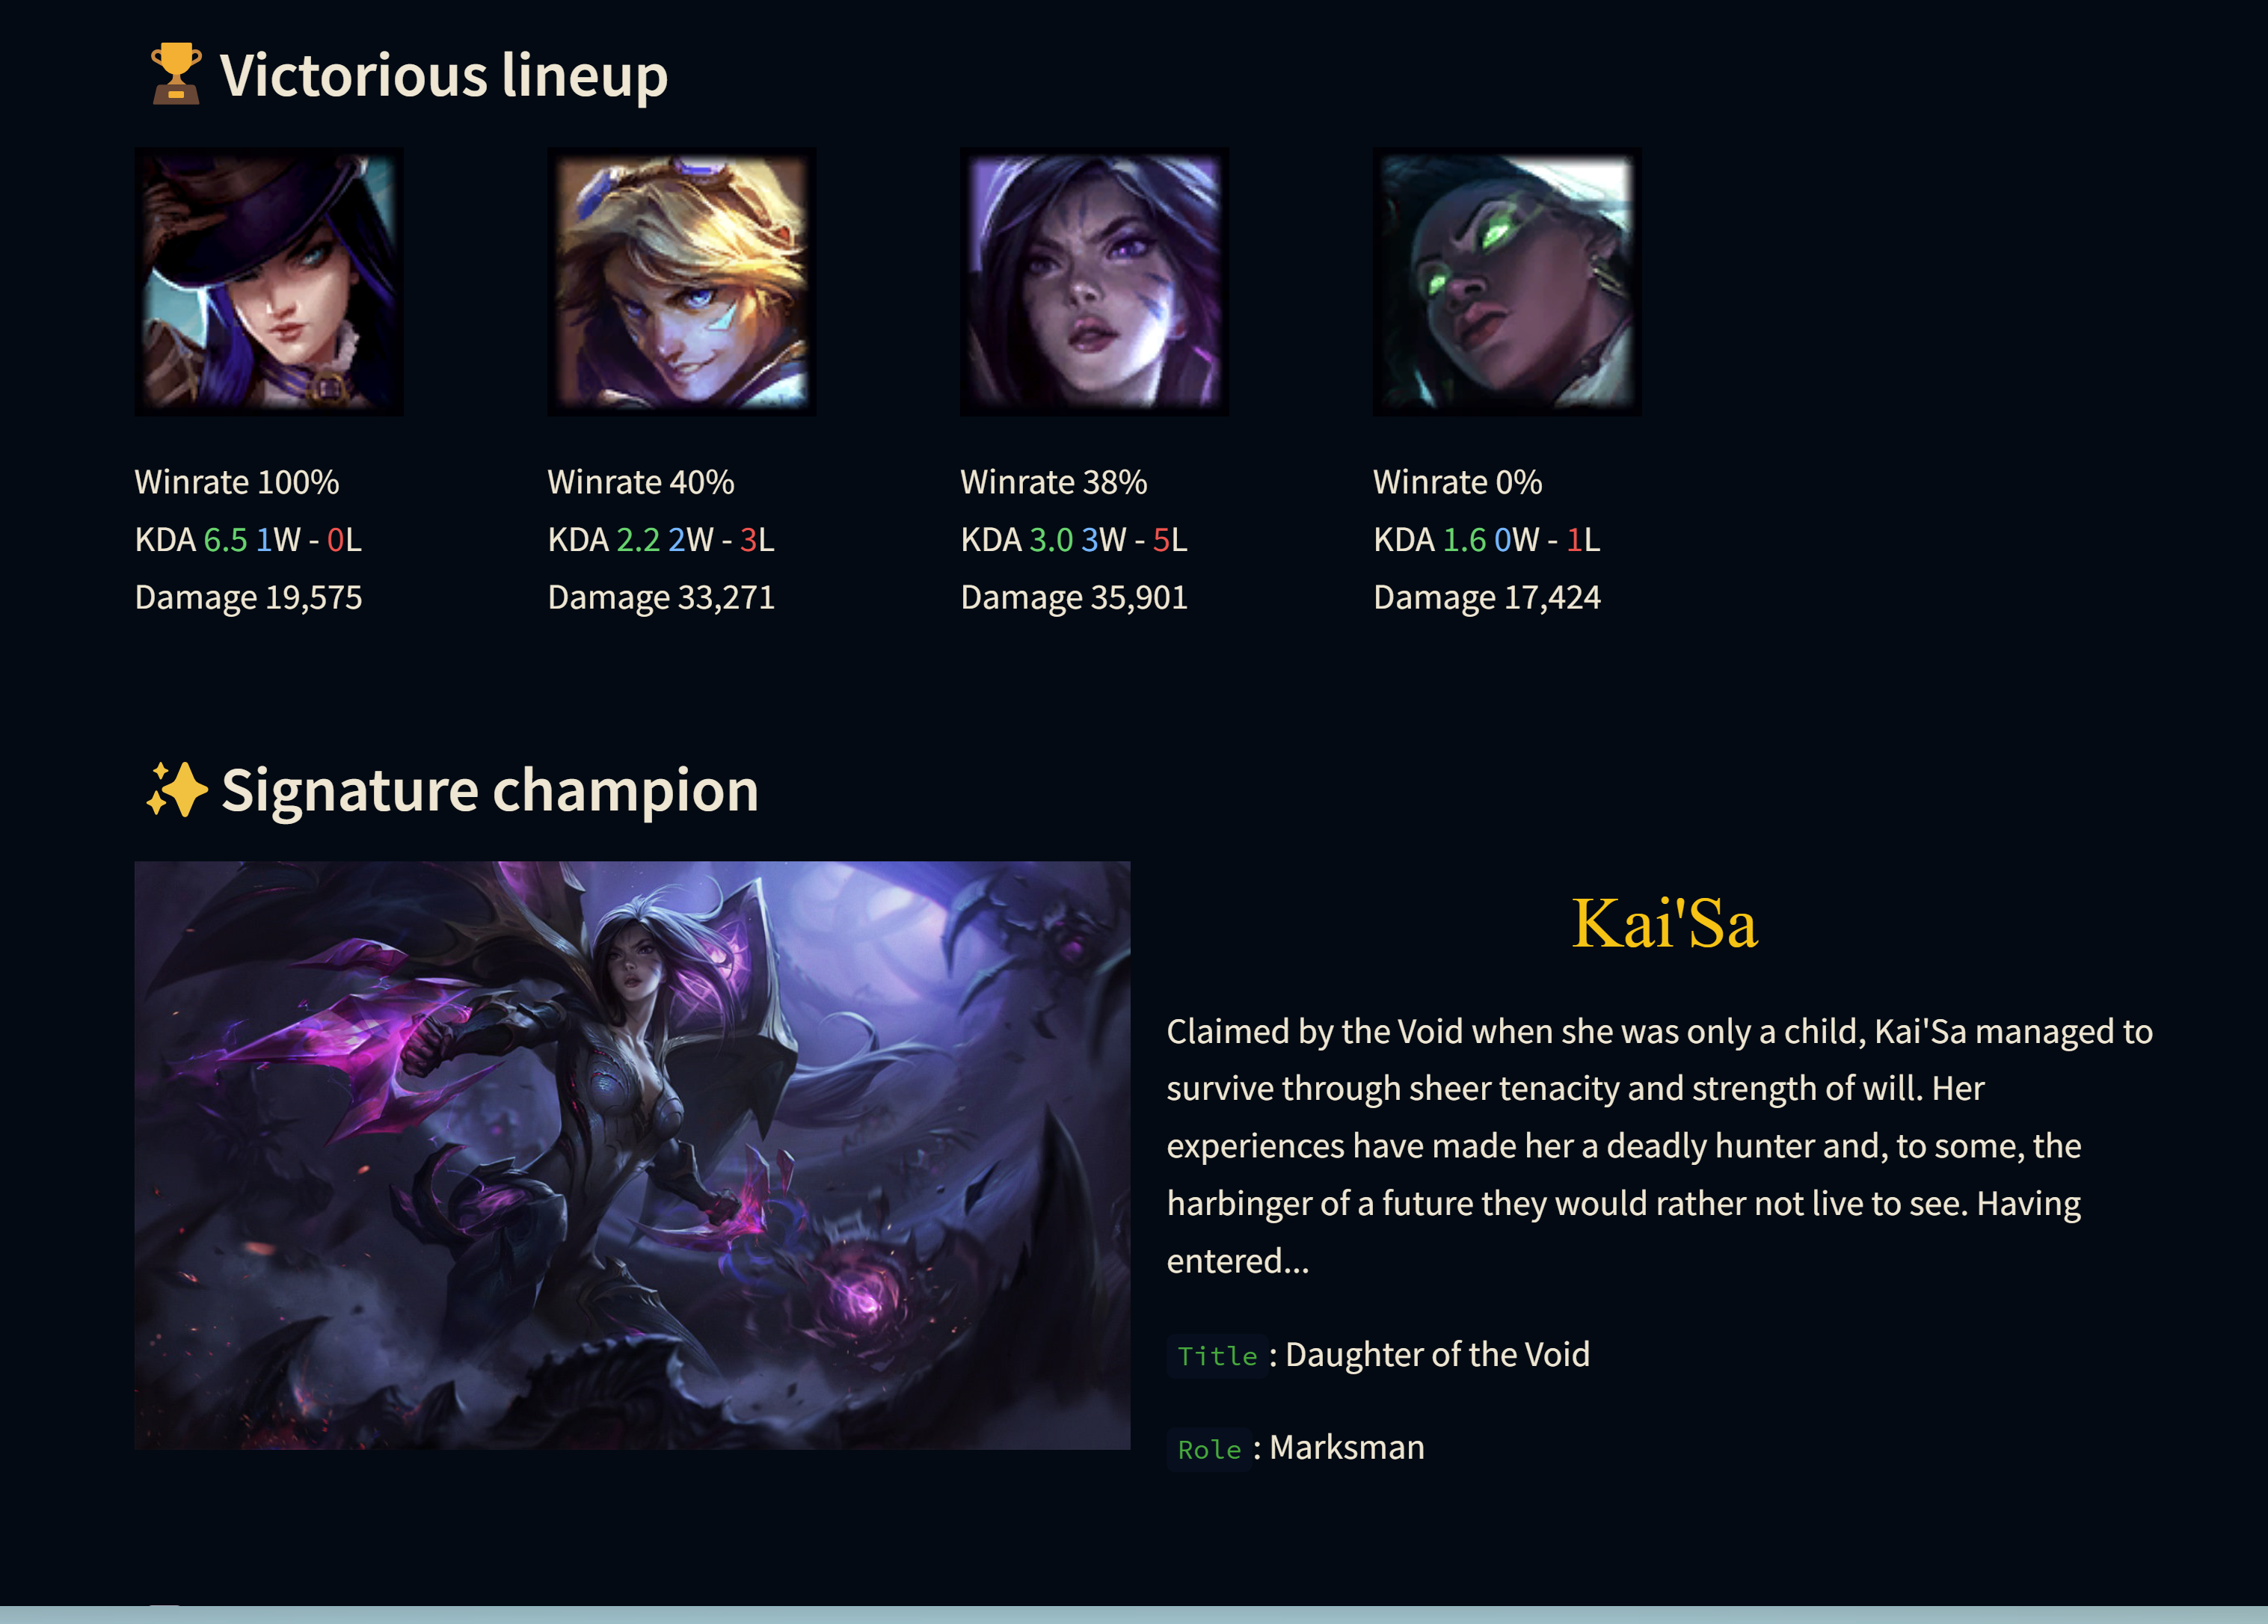 Victorious lineup
Winrate 100%
KDA 6.5 1W - 0L
Damage 19,575
Winrate 40%
KDA 2.2 2W - 3L
Damage 33,271
Winrate 38%
KDA 3.0 3W - 5L
Damage 35,901
Winrate 0%
KDA 1.6 0W - 1L
Damage 17,424
Signature champion
Kai'Sa
Claimed by the Void when she was only a child, Kai'Sa managed to
survive through sheer tenacity and strength of will. Her
experiences have made her a deadly hunter and, to some, the
harbinger of a future they would rather not live to see. Having
entered...
Title : Daughter of the Void
Role : Marksman